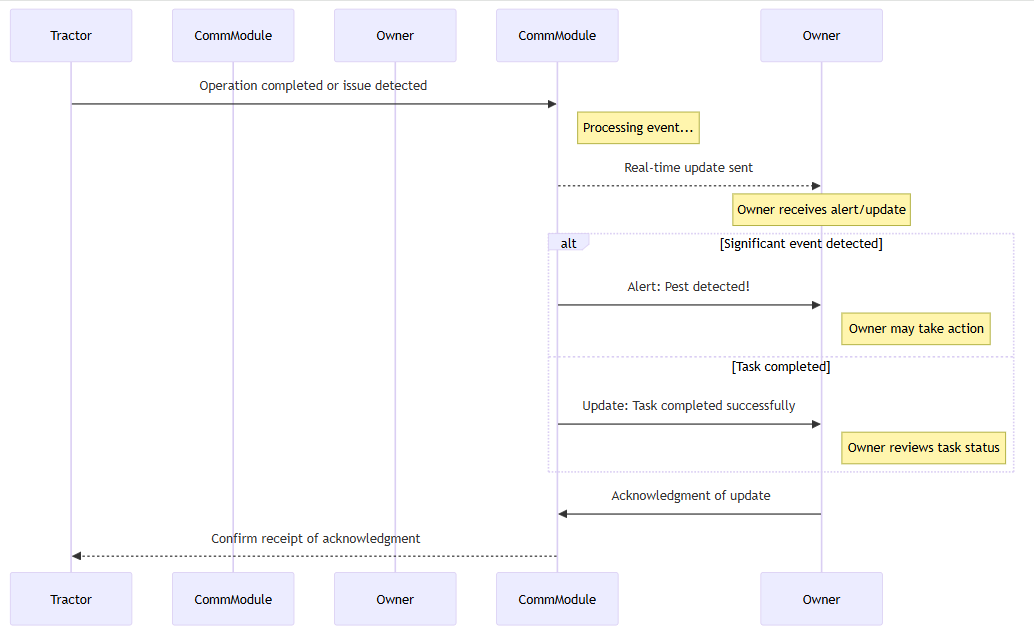 Tractor
CommModule
Owner
CommModule
Owner
Operation completed or issue detected
Processing event...
Real-time update sent
Owner receives alert/update
alt
[Significant event detected]
Alert: Pest detected!
Owner may take action
[Task completed]
Update: Task completed successfully
Owner reviews task status
Acknowledgment of update
Confirm receipt of acknowledgment
Tractor
CommModule
Owner
CommModule
Owner